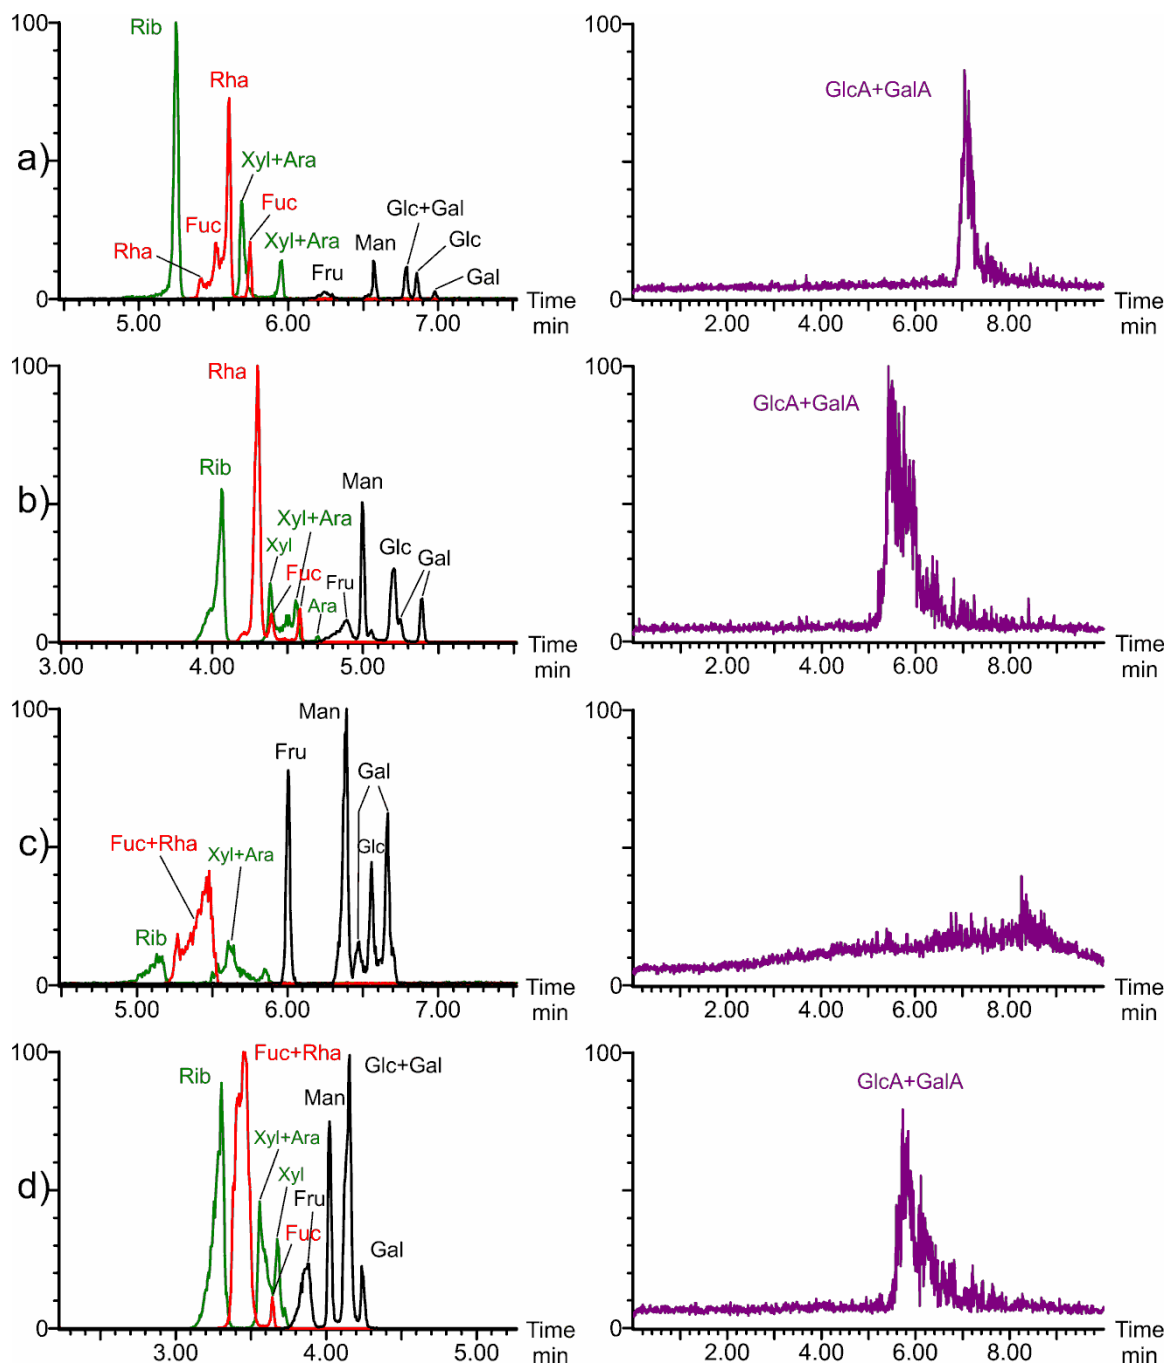 100
Rib
Rha
a)
Xyl+Ara
Fuc
Fuc
Rha
Xyl+Ara
Fru
Man
Glc+Gal
Glc
Gal
0
5.00
6.00
7.00
Time
min
100
GlcA+GalA
0
2.00
4.00
6.00
8.00
Time
min
100
Rha
Rib
b)
Xyl+Ara
Xyl
Fuc
Ara
Fru
Man
Glc
Gal
0
3.00
4.00
5.00
Time
min
100
GlcA+GalA
0
2.00
4.00
6.00
8.00
Time
min
100
Man
Fru
Gal
c)
Fuc+Rha
Xyl+Ara
Glc
Rib
0
5.00
6.00
7.00
Time
min
100
0
2.00
4.00
6.00
8.00
Time
min
100
Fuc+Rha
Rib
Glc+Gal
Man
Xyl+Ara
Xyl
d)
Fru
Fuc
Gal
0
3.00
4.00
5.00
Time
min
100
GlcA+GalA
0
2.00
4.00
6.00
8.00
Time
min